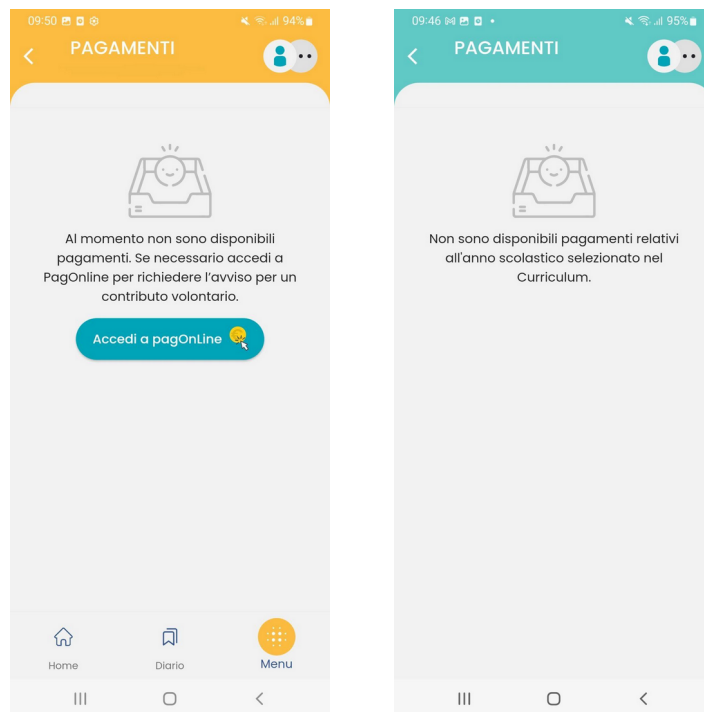 09:50
94%
PAGAMENTI
Al momento non sono disponibili
pagamenti. Se necessario accedi a
PagOnline per richiedere l'avviso per un
contributo volontario.
Accedi a pagOnLine
Home
Diario
Menu
09:46
95%
PAGAMENTI
Non sono disponibili pagamenti relativi
all'anno scolastico selezionato nel
Curriculum.